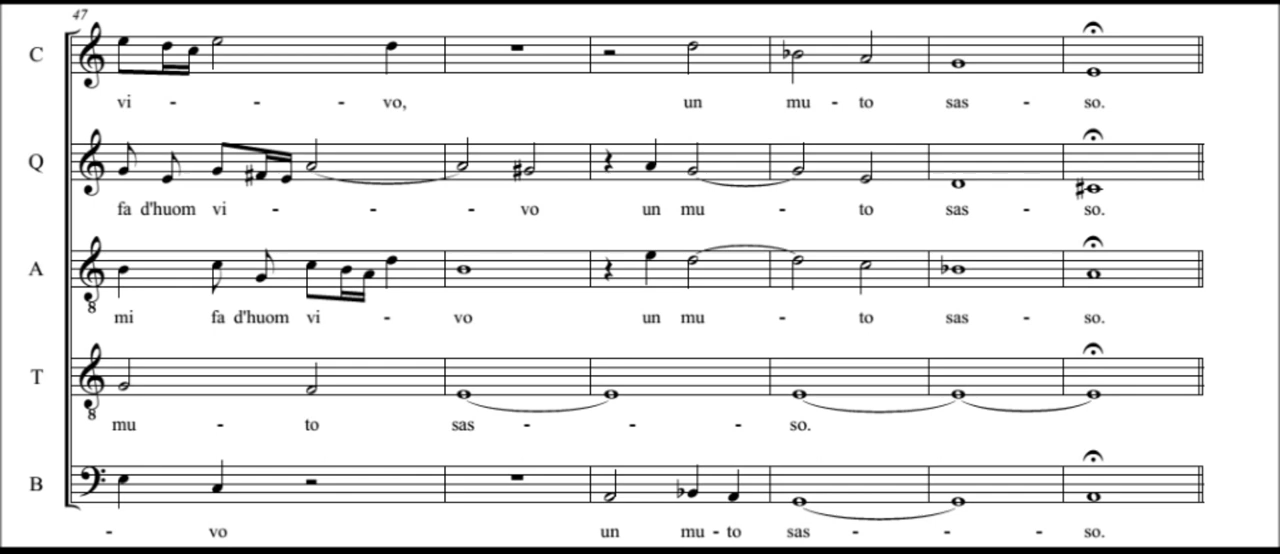 47
C
vi - - - vo, un mu - to sas - so.
Q
fa d'huom vi - - - vo un mu - to sas - so.
A
mi fa d'huom vi - vo un mu - to sas - so.
8
T
mu - to sas - - - so.
8
B
- vo un mu - to sas - - - so.